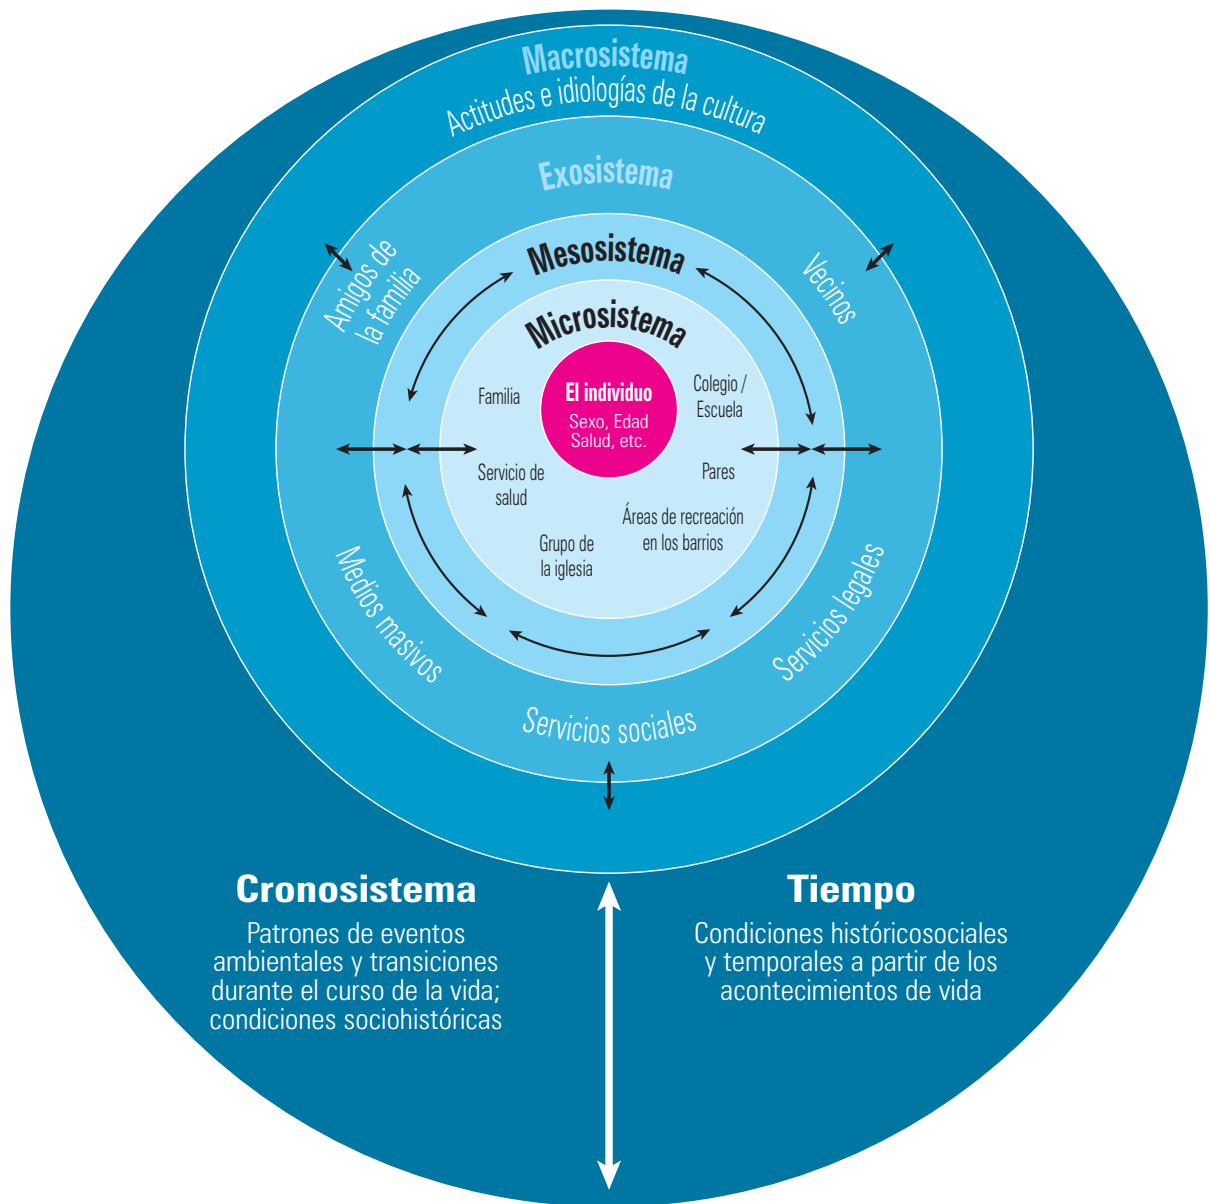 Macrosistema
Actitudes e idiologías de la cultura
Exosistema
Amigos de
la familia
Vecinos
Mesosistema
Microsistema
El individuo
Sexo, Edad
Salud, etc.
Familia
Colegio /
Escuela
Servicio de
salud
Pares
Grupo de
la iglesia
Áreas de recreación
en los barrios
Medios masivos
Servicios legales
Servicios sociales
Cronosistema
Patrones de eventos
ambientales y transiciones
durante el curso de la vida;
condiciones sociohistóricas
Tiempo
Condiciones históricosociales
y temporales a partir de los
acontecimientos de vida